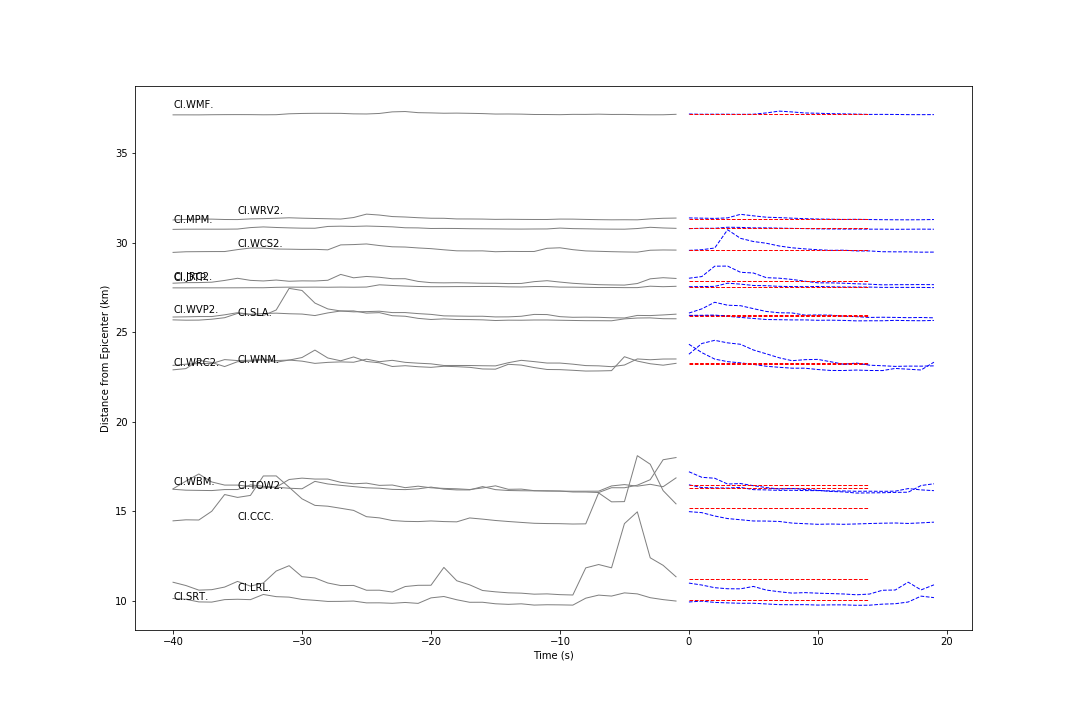 CI.WMF.
35
CI.WRV2.
CI.MPM.
30
CI.WCS2.
CI.JRC2.
25
CI.WVP2.
CI.SLA.
CI.WNM.
CI.WRC2.
20
CI.WBM.
CI.TOW2.
15
CI.CCC.
CI.LRL.
10
CI.SRT.
−40
−30
−20
−10
0
10
20
Time (s)
Distance from Epicenter (km)